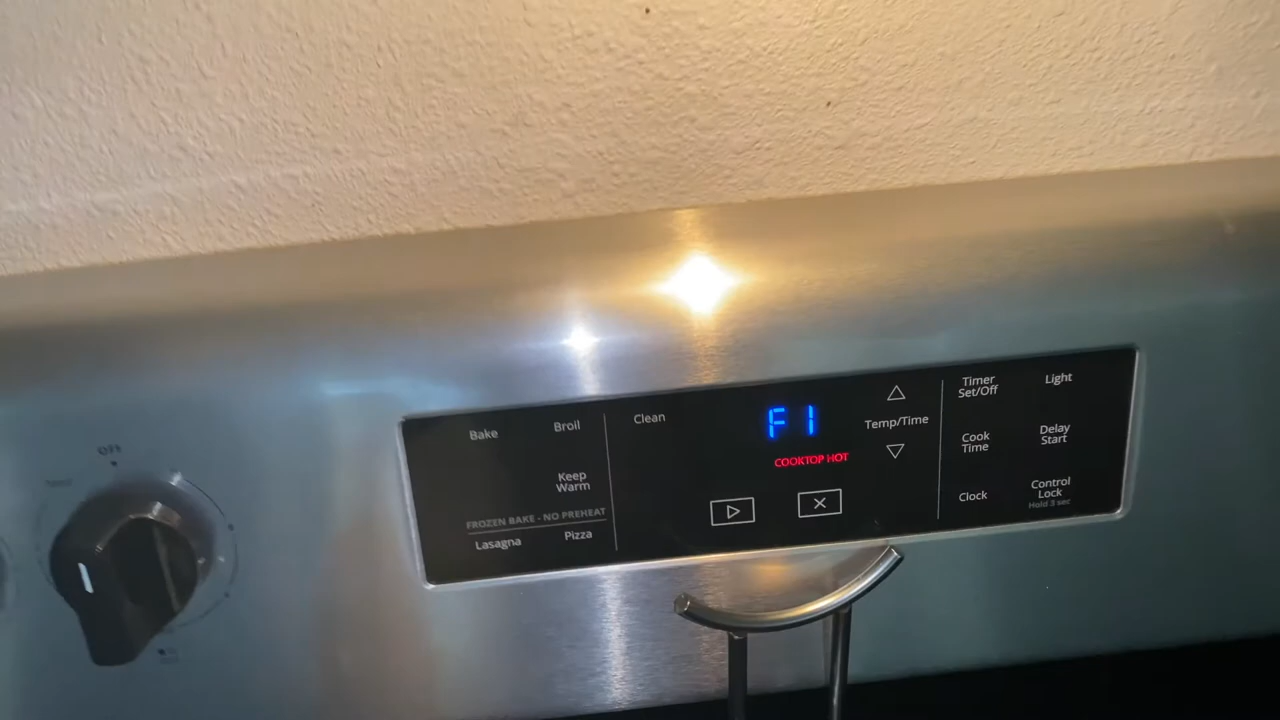 OFF
Bake
Broil
Keep
Warm
FROZEN BAKE - NO PREHEAT
Lasagna
Pizza
Clean
F1
COOKTOP HOT
Temp/Time
Timer
Set/Off
Light
Cook
Time
Delay
Start
Clock
Control
Lock
Hold 3 sec